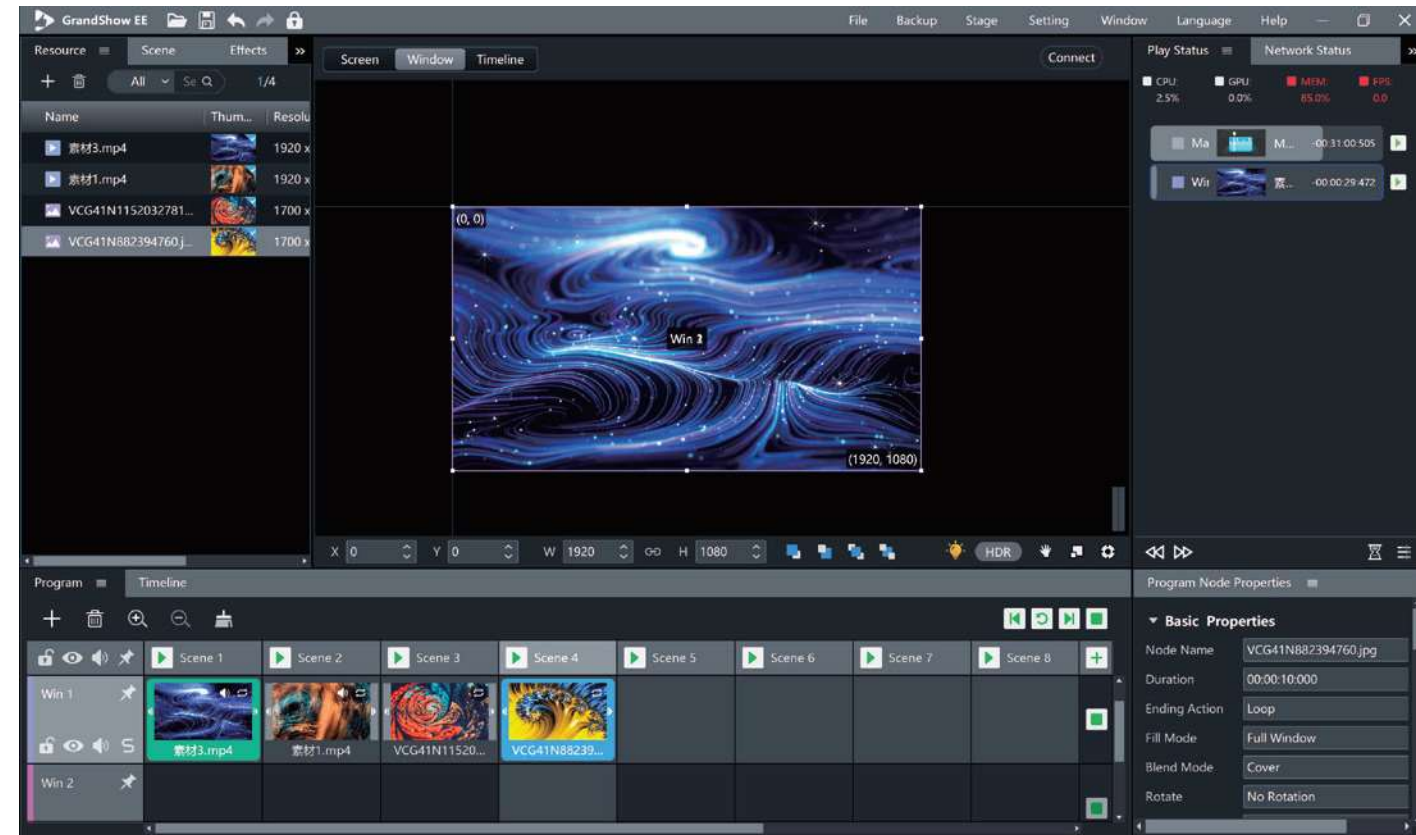 GrandShow EE File Backup Stage Setting Window Language Help
Resource Scene Effects »
All Se 1/4
Name Thum... Resolu
素材3.mp4 1920 x
素材1.mp4 1920 x
VCG41N1152032781... 1700 x
VCG41N882394760.j... 1700 x
Screen Window Timeline Connect
(0, 0)
Win
(1920, 1080)
X 0 Y 0 W 1920 H 1080 HDR
Play Status Network Status »
CPU: GPU: MEM: FPS:
2.5% 0.0% 65.0% 0.0
Ma M... -00:31:00:505
Wi 素... -00:00:29:472
Program Timeline
Scene 1 Scene 2 Scene 3 Scene 4 Scene 5 Scene 6 Scene 7 Scene 8
Win 1
S
素材3.mp4 素材1.mp4 VCG41N11520... VCG41N88239...
Win 2
Program Node Properties
Basic Properties
Node Name VCG41N882394760.jpg
Duration 00:00:10:000
Ending Action Loop
Fill Mode Full Window
Blend Mode Cover
Rotate No Rotation